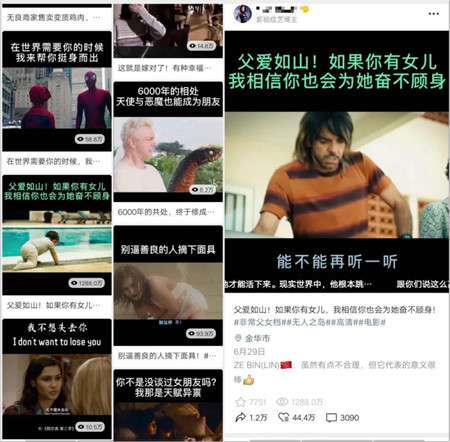 无良商家售卖变质鸡肉，…
在世界需要你的时候
我来帮你挺身而出
58.6万
在世界需要你的时候，我…
父爱如山！如果你有女儿
我相信你也会为她奋不顾身
1288.0万
父爱如山！如果你有女儿…
我不想失去你
I don't want to lose you
10.5万
14.8万
这就是嫁对了！有种幸福…
6000年的相处
天使与恶魔也能成为朋友
6.2万
6000年的共处，终于修成…
别逼善良的人摘下面具
93.9万
别逼善良的人摘下面具！#…
你不是没谈过女朋友吗？
我那是天赋异禀
影视综艺博主
父爱如山！如果你有女儿
我相信你也会为她奋不顾身
能不能再听一听
才能活下来。现实世界中，他根本跳…
跟你们说这么
父爱如山！如果你有女儿，我相信你也会为她奋不顾身！
#非常父女档##无人之岛##高清##电影#
金华市
6月29日
ZE BIN(LIN)🇨🇳：虽然有点不合理，但它代表的意义很
棒👍
7751
1288.0万
1.2万
44.4万
3090